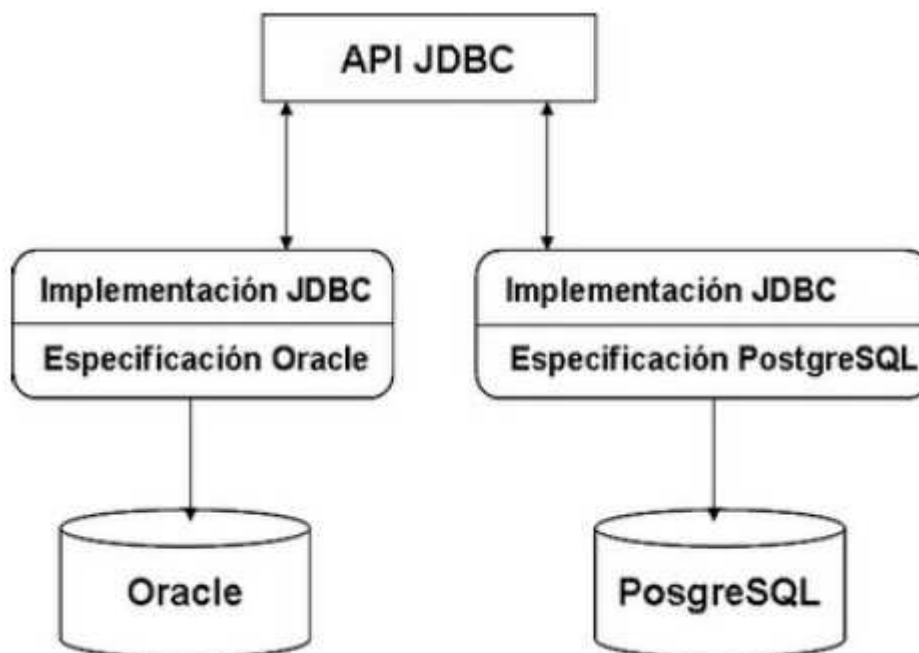 API JDBC
Implementación JDBC
Especificación Oracle
Implementación JDBC
Especificación PostgreSQL
Oracle
PosgreSQL